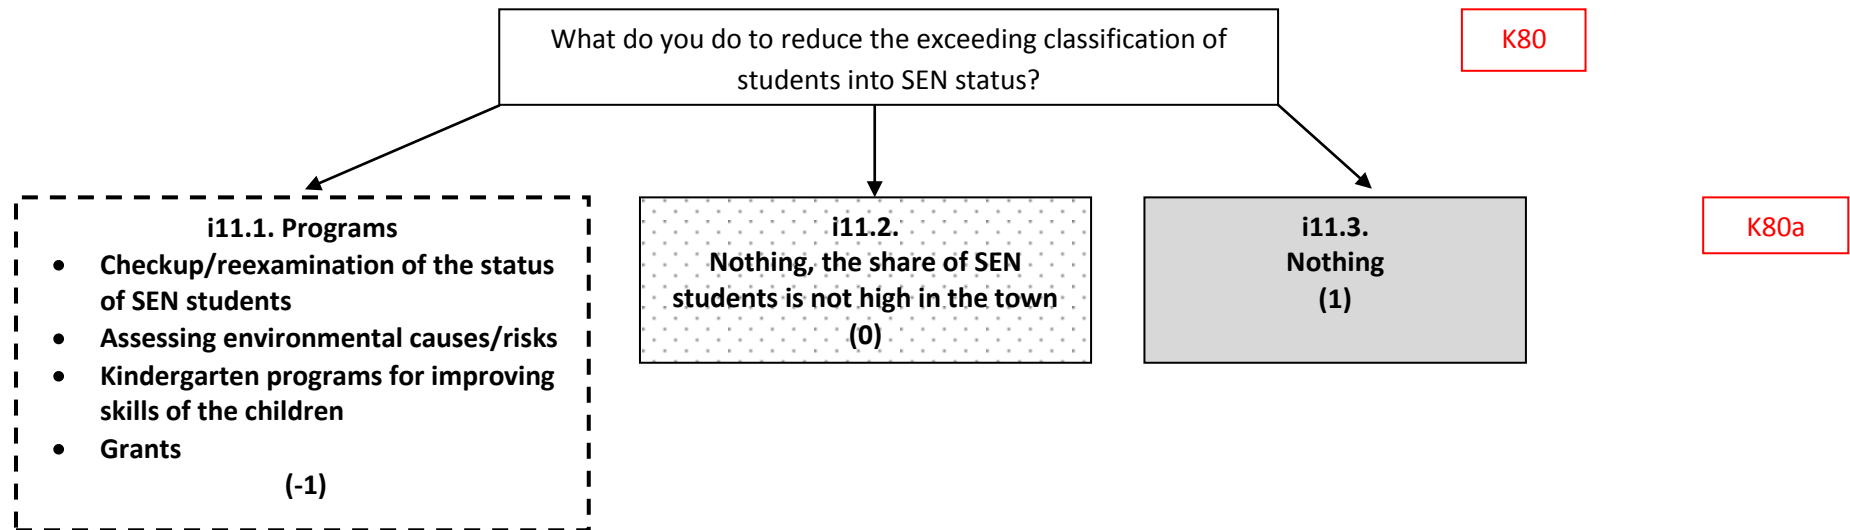 What do you do to reduce the exceeding classification of
students into SEN status?
K80
i11.1. Programs
• Checkup/reexamination of the status
of SEN students
• Assessing environmental causes/risks
• Kindergarten programs for improving
skills of the children
• Grants
(-1)
i11.2.
Nothing, the share of SEN
students is not high in the town
(0)
i11.3.
Nothing
(1)
K80a